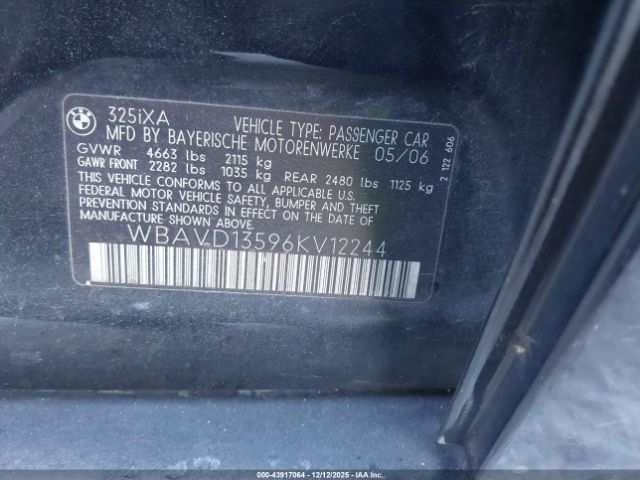 BMW
325iXA VEHICLE TYPE: PASSENGER CAR
MFD BY BAYERISCHE MOTORENWERKE 05/06
GVWR 4663 lbs 2115 kg
GAWR FRONT 2282 lbs 1035 kg REAR 2480 lbs 1125 kg
THIS VEHICLE CONFORMS TO ALL APPLICABLE U.S.
FEDERAL MOTOR VEHICLE SAFETY, BUMPER AND THEFT
PREVENTION STANDARDS IN EFFECT ON THE DATE OF
MANUFACTURE SHOWN ABOVE.
WBAVD13596KV12244
2 122 606
© - 43917064 - 12/12/2025 - IAAI.COM